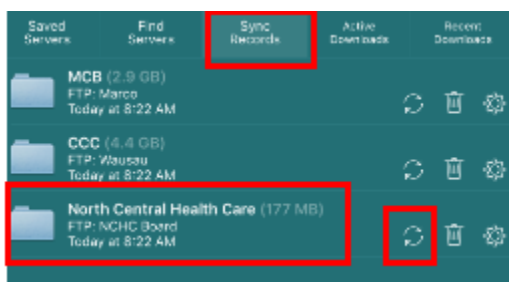 Saved Find Sync Active Recent
Servers Servers Records Downloads Downloads
MCB (2.9 GB)
FTP: Marco
Today at 8:22 AM
CCC (4.4 GB)
FTP: Wausau
Today at 8:22 AM
North Central Health Care (177 MB)
FTP: NCHC Board
Today at 8:22 AM